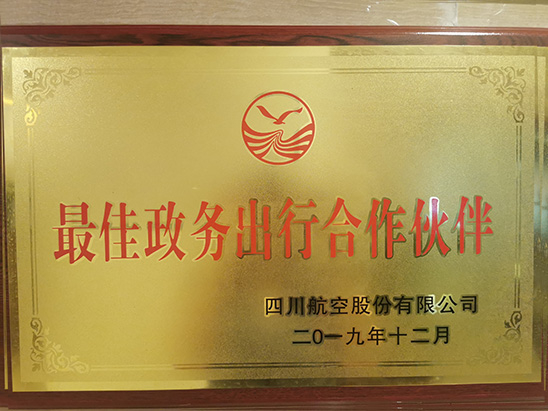 最佳政务出行合作伙伴
四川航空股份有限公司
二0一九年十二月